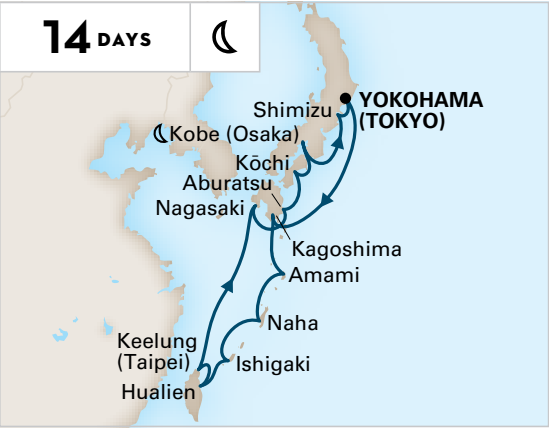 14 DAYS
YOKOHAMA
(TOKYO)
Shimizu
Kobe (Osaka)
Kōchi
Aburatsu
Nagasaki
Kagoshima
Amami
Naha
Keelung
(Taipei)
Ishigaki
Hualien